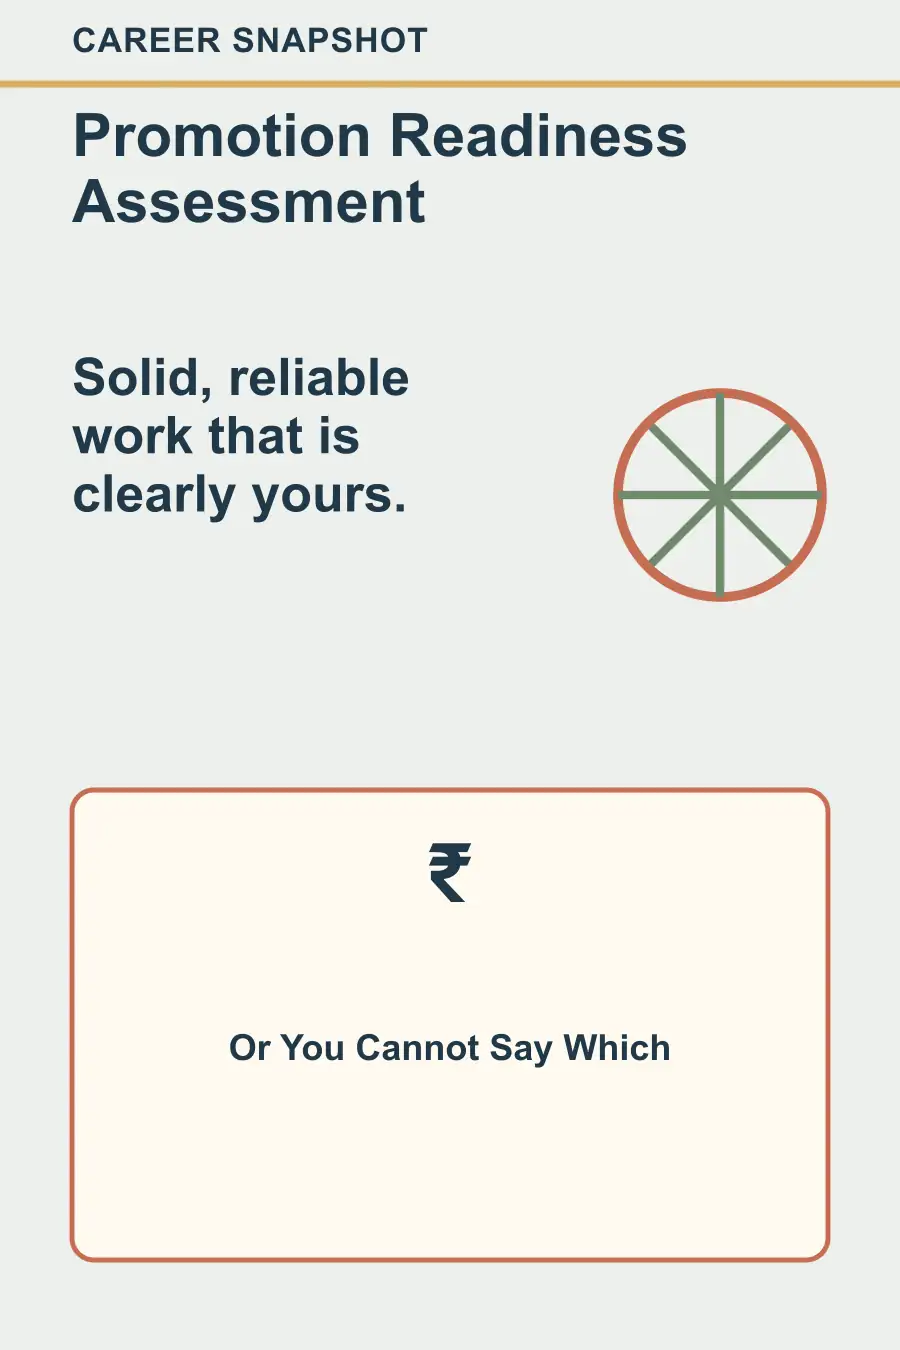 CAREER SNAPSHOT
Promotion Readiness
Assessment
Solid, reliable
work that is
clearly yours.
₹
Or You Cannot Say Which